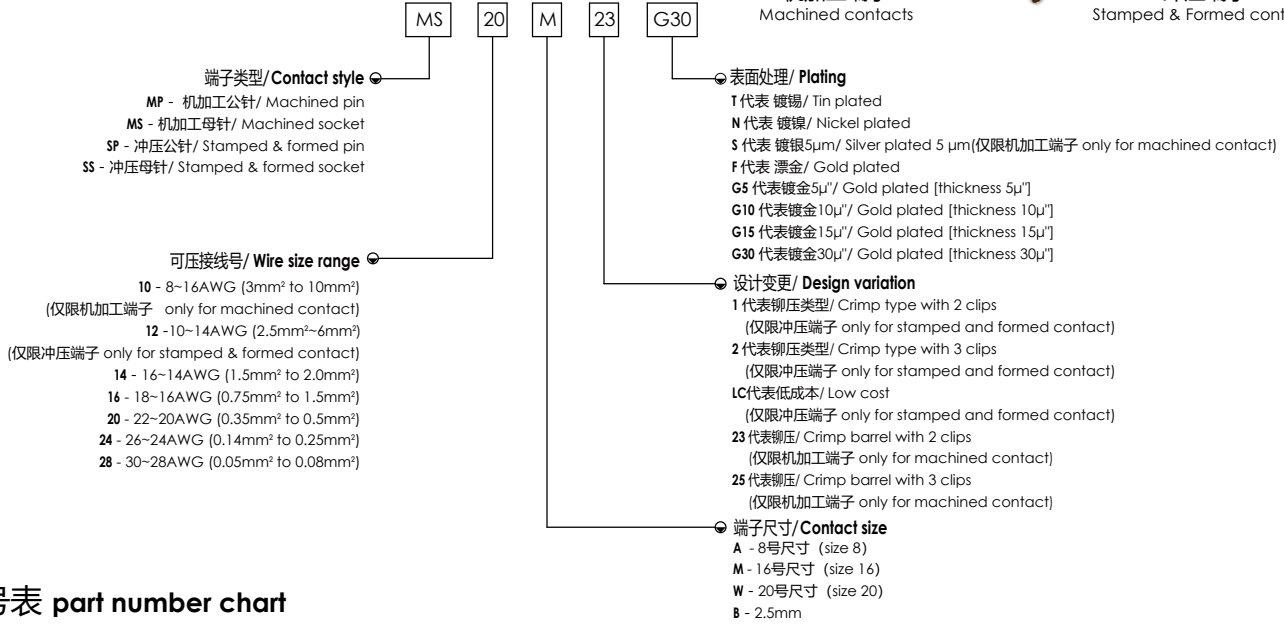 MS 20 M 23 G30
Machined contacts
Stamped & Formed cont
端子类型/Contact style
MP - 机加工公针/ Machined pin
MS - 机加工母针/ Machined socket
SP - 冲压公针/ Stamped & formed pin
SS - 冲压母针/ Stamped & formed socket
可压接线号/ Wire size range
10 - 8~16AWG (3mm² to 10mm²)
(仅限机加工端子 only for machined contact)
12 -10~14AWG (2.5mm²~6mm²)
(仅限冲压端子 only for stamped & formed contact)
14 - 16~14AWG (1.5mm² to 2.0mm²)
16 - 18~16AWG (0.75mm² to 1.5mm²)
20 - 22~20AWG (0.35mm² to 0.5mm²)
24 - 26~24AWG (0.14mm² to 0.25mm²)
28 - 30~28AWG (0.05mm² to 0.08mm²)
表面处理/ Plating
T 代表 镀锡/ Tin plated
N 代表 镀镍/ Nickel plated
S 代表 镀银5μm/ Silver plated 5 μm(仅限机加工端子 only for machined contact)
F 代表 漂金/ Gold plated
G5 代表镀金5μ"/ Gold plated [thickness 5μ"]
G10 代表镀金10μ"/ Gold plated [thickness 10μ"]
G15 代表镀金15μ"/ Gold plated [thickness 15μ"]
G30 代表镀金30μ"/ Gold plated [thickness 30μ"]
设计变更/ Design variation
1 代表铆压类型/ Crimp type with 2 clips
(仅限冲压端子 only for stamped and formed contact)
2 代表铆压类型/ Crimp type with 3 clips
(仅限冲压端子 only for stamped and formed contact)
LC代表低成本/ Low cost
(仅限冲压端子 only for stamped and formed contact)
23 代表铆压/ Crimp barrel with 2 clips
(仅限机加工端子 only for machined contact)
25 代表铆压/ Crimp barrel with 3 clips
(仅限机加工端子 only for machined contact)
端子尺寸/Contact size
A - 8号尺寸 (size 8)
M - 16号尺寸 (size 16)
W - 20号尺寸 (size 20)
B - 2.5mm
号表 part number chart